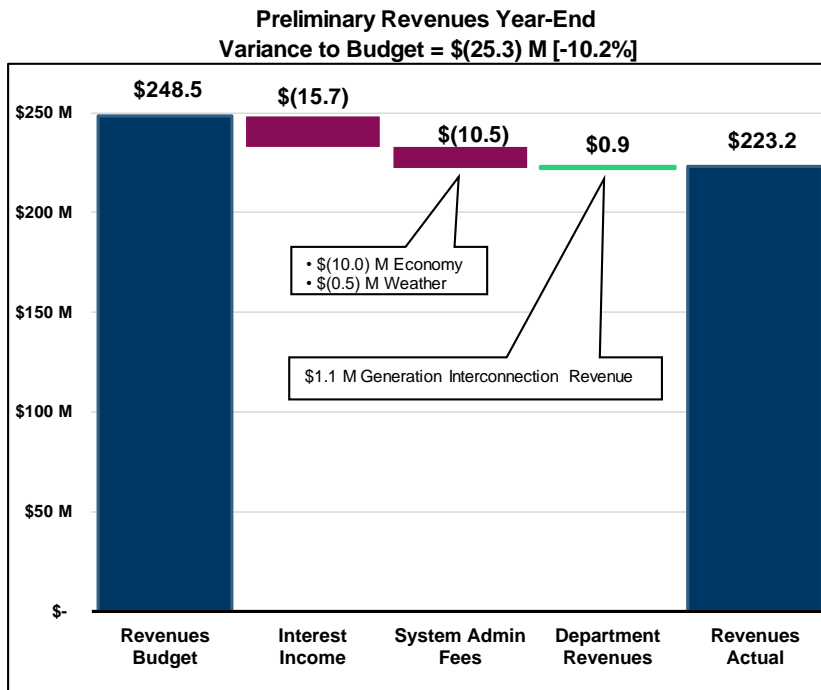 Preliminary Revenues Year-End
Variance to Budget = $(25.3) M [-10.2%]
$248.5
$(15.7)
$(10.5)
$0.9
$223.2
$250 M
$200 M
$150 M
$100 M
$50 M
$-
• $(10.0) M Economy
• $(0.5) M Weather
$1.1 M Generation Interconnection Revenue
Revenues
Budget
Interest
Income
System Admin
Fees
Department
Revenues
Revenues
Actual